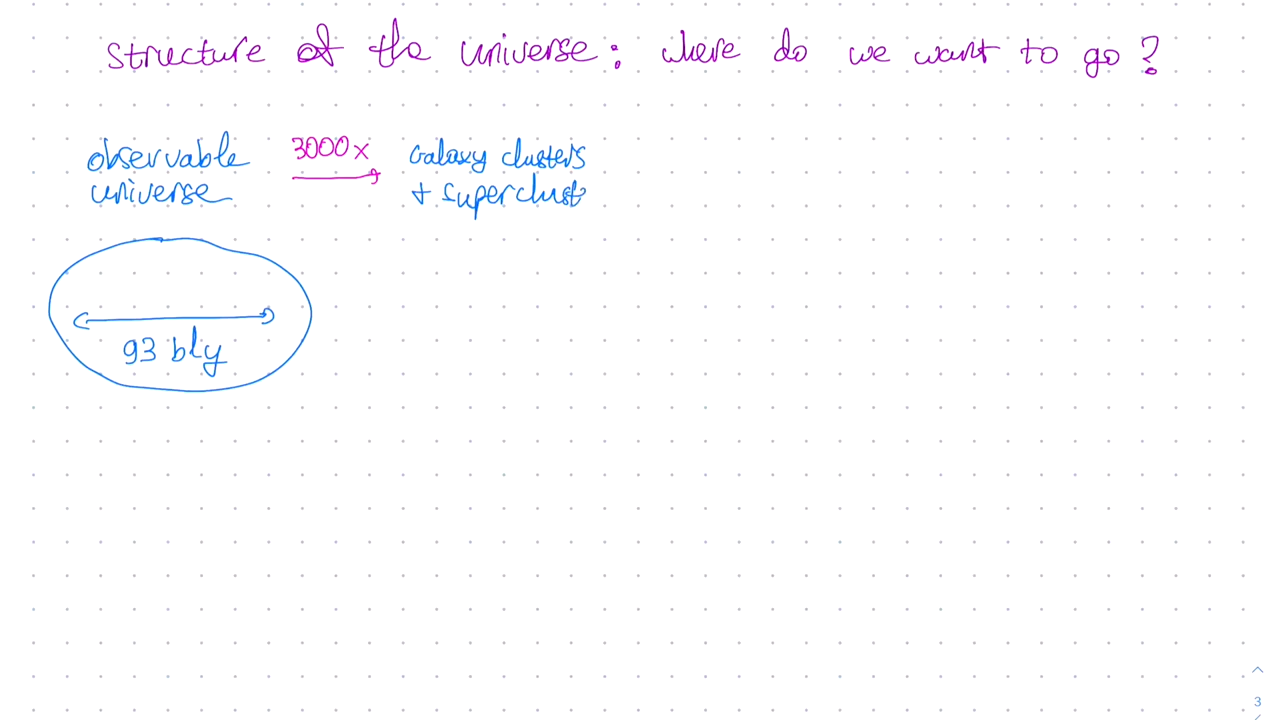 structure of the universe: where do we want to go?
observable universe
3000x
Galaxy clusters
+ superclust
93 bly
3